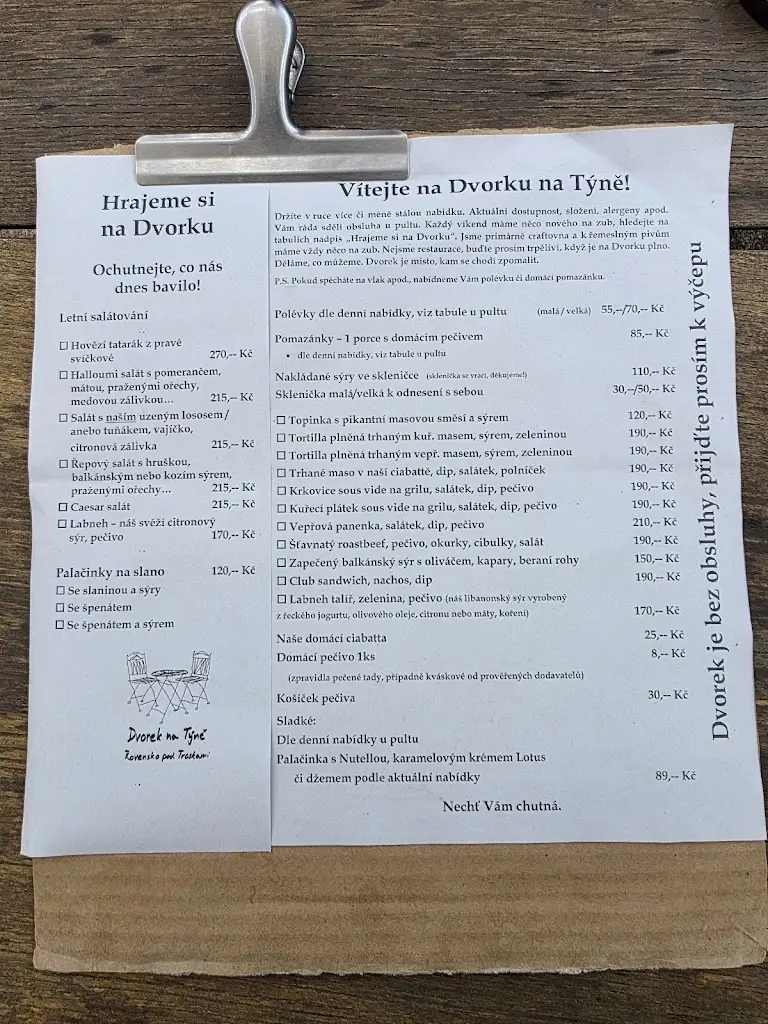 Hrajeme si
na Dvorku
Ochutnejte, co nás
dnes bavilo!
Letní salátování
☐ Hovězí tatarák z pravé
svíčkové 270,-- Kč
☐ Halloumi salát s pomerančem,
mátou, praženými ořechy,
medovou zálivkou... 215,-- Kč
☐ Salát s naším uzeným lososem/
anebo tuňákem, vajíčko,
citronová zálivka 215,-- Kč
☐ Řepový salát s hruškou,
balkánským nebo kozím sýrem,
praženými ořechy... 215,-- Kč
☐ Caesar salát 215,-- Kč
☐ Labneh – náš svěží citronový
sýr, pečivo 170,-- Kč
Palačinky na slano 120,-- Kč
☐ Se slaninou a sýry
☐ Se špenátem
☐ Se špenátem a sýrem
Dvorek na Týně
Rovensko pod Troskami
Vítejte na Dvorku na Týně!
Držíte v ruce více či méně stálou nabídku. Aktuální dostupnost, složení, alergeny apod.
Vám ráda sdělí obsluha u pultu. Každý víkend máme něco nového na zub, hledejte na
tabulích nadpis „Hrajeme si na Dvorku“. Jsme primárně craftovna a k řemeslným pivům
máme vždy něco na zub. Nejsme restaurace, buďte prosím trpěliví, když je na Dvorku plno.
Děláme, co můžeme. Dvorek je místo, kam se chodí zpomalit.
P.S. Pokud spěcháte na vlak apod., nabídneme Vám polévku či domácí pomazánku.
Polévky dle denní nabídky, viz tabule u pultu (malá / velká) 55,--/70,-- Kč
Pomazánky – 1 porce s domácím pečivem 85,-- Kč
• dle denní nabídky, viz tabule u pultu
Nakládané sýry ve skleničce (sklenička se vrací, děkujeme!) 110,-- Kč
Sklenička malá/velká k odnesení s sebou 30,--/50,-- Kč
☐ Topinka s pikantní masovou směsí a sýrem 120,-- Kč
☐ Tortilla plněná trhaným kuř. masem, sýrem, zeleninou 190,-- Kč
☐ Tortilla plněná trhaným vepř. masem, sýrem, zeleninou 190,-- Kč
☐ Trhané maso v naší ciabattě, dip, salátek, polníček 190,-- Kč
☐ Krkovice sous vide na grilu, salátek, dip, pečivo 190,-- Kč
☐ Kuřecí plátek sous vide na grilu, salátek, dip, pečivo 190,-- Kč
☐ Vepřová panenka, salátek, dip, pečivo 210,-- Kč
☐ Šťavnatý roastbeef, pečivo, okurky, cibulky, salát 190,-- Kč
☐ Zapečený balkánský sýr s oliváčem, kapary, beraní rohy 150,-- Kč
☐ Club sandwich, nachos, dip 190,-- Kč
☐ Labneh talíř, zelenina, pečivo (náš libanonský sýr vyrobený
z řeckého jogurtu, olivového oleje, citronu nebo máty, koření) 170,-- Kč
Naše domácí ciabatta 25,-- Kč
Domácí pečivo 1ks 8,-- Kč
(zpravidla pečené tady, případně kváskové od prověřených dodavatelů)
Košíček pečiva 30,-- Kč
Sladké:
Dle denní nabídky u pultu
Palačinka s Nutellou, karamelovým krémem Lotus
či džemem podle aktuální nabídky 89,-- Kč
Nechť Vám chutná.
Dvorek je bez obsluhy, přijďte prosím k výčepu